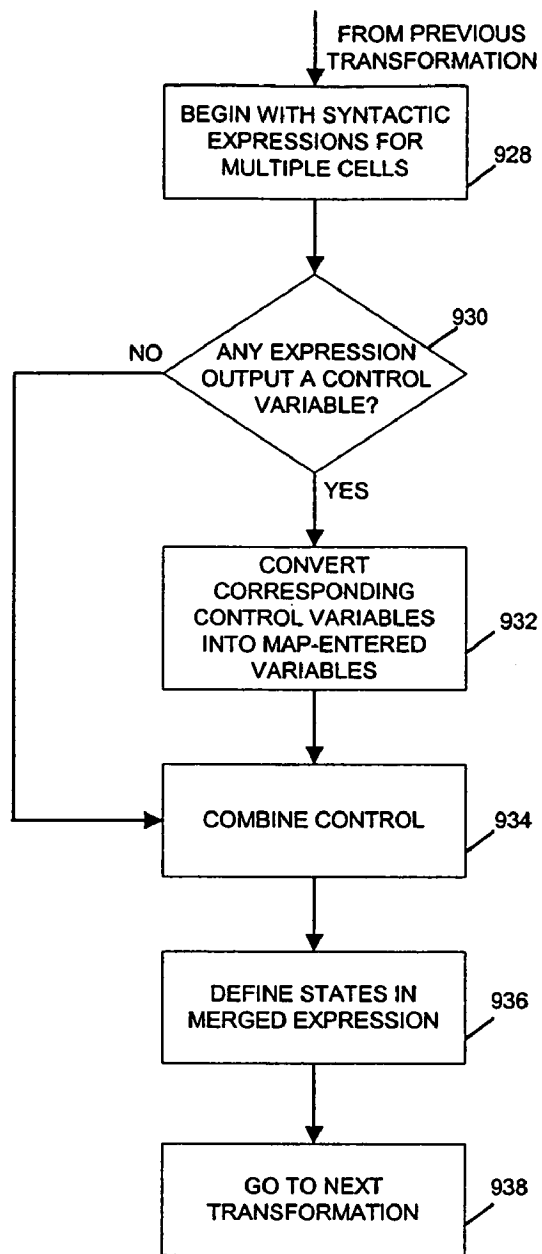 FROM PREVIOUS
TRANSFORMATION
BEGIN WITH SYNTACTIC
EXPRESSIONS FOR
MULTIPLE CELLS
928
930
NO
ANY EXPRESSION
OUTPUT A CONTROL
VARIABLE?
YES
CONVERT
CORRESPONDING
CONTROL VARIABLES
INTO MAP-ENTERED
VARIABLES
932
COMBINE CONTROL
934
DEFINE STATES IN
MERGED EXPRESSION
936
GO TO NEXT
TRANSFORMATION
938